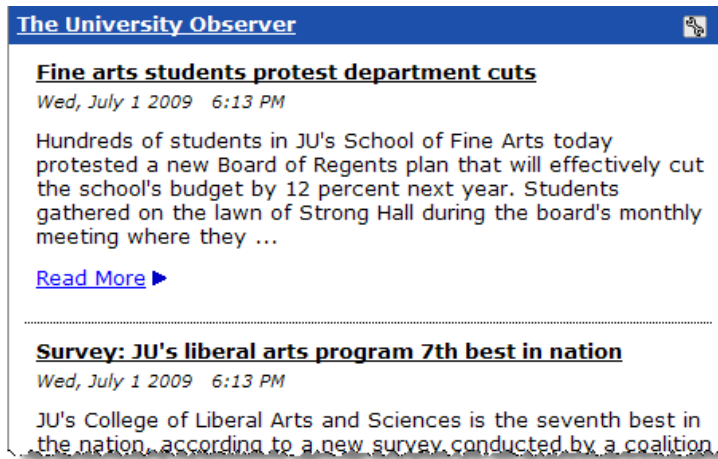 The University Observer
Fine arts students protest department cuts
Wed, July 1 2009   6:13 PM
Hundreds of students in JU's School of Fine Arts today
protested a new Board of Regents plan that will effectively cut
the school's budget by 12 percent next year. Students
gathered on the lawn of Strong Hall during the board's monthly
meeting where they ...
Read More
Survey: JU's liberal arts program 7th best in nation
Wed, July 1 2009   6:13 PM
JU's College of Liberal Arts and Sciences is the seventh best in
the nation, according to a new survey conducted by a coalition